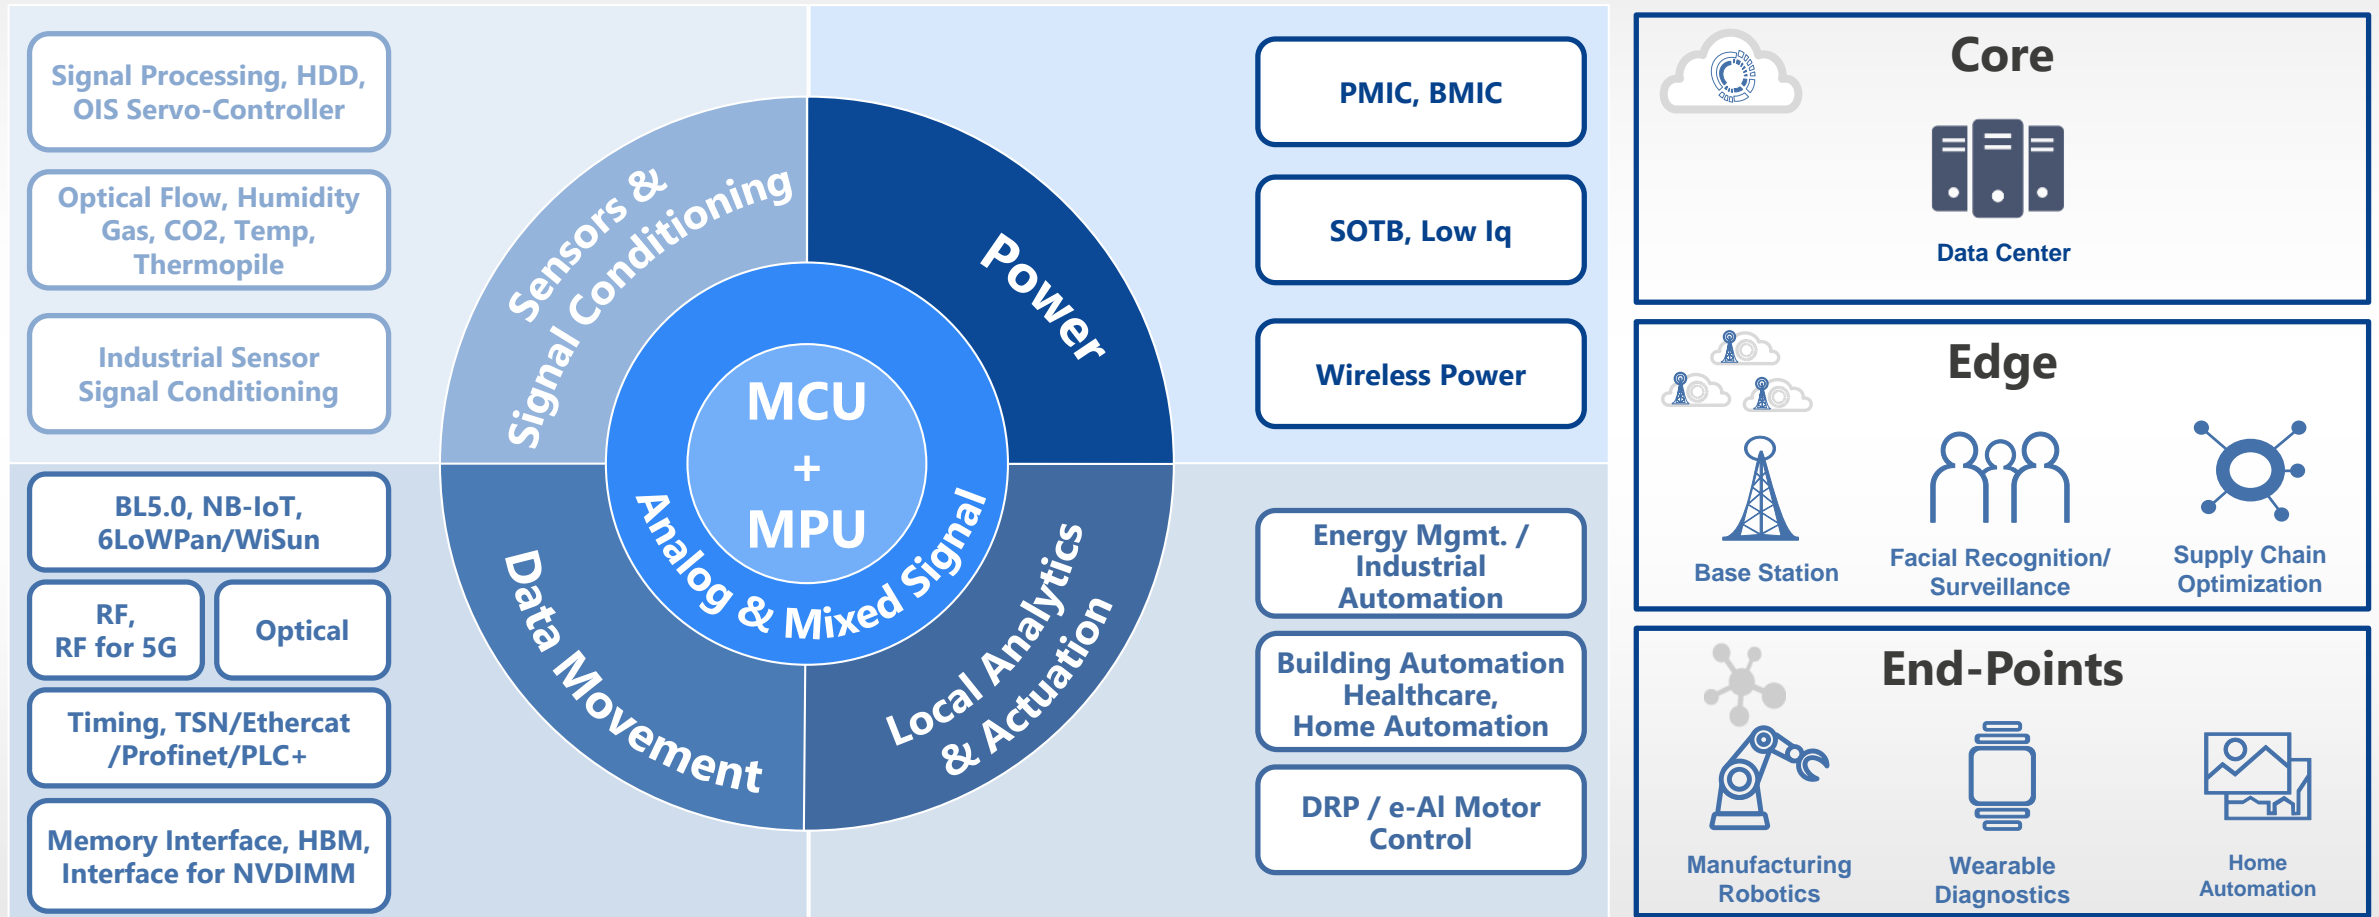 Signal Processing, HDD,
OIS Servo-Controller
Optical Flow, Humidity
Gas, CO2, Temp,
Thermopile
Industrial Sensor
Signal Conditioning
BL5.0, NB-IoT,
6LoWPan/WiSun
RF,
RF for 5G
Optical
Timing, TSN/Ethercat
/Profinet/PLC+
Memory Interface, HBM,
Interface for NVDIMM
Sensors &
Signal Conditioning
Power
MCU
+
MPU
Analog & Mixed Signal
Data Movement
Local Analytics
& Actuation
PMIC, BMIC
SOTB, Low Iq
Wireless Power
Energy Mgmt. /
Industrial
Automation
Building Automation
Healthcare,
Home Automation
DRP / e-AI Motor
Control
Core
Data Center
Edge
Base Station
Facial Recognition/
Surveillance
Supply Chain
Optimization
End-Points
Manufacturing
Robotics
Wearable
Diagnostics
Home
Automation